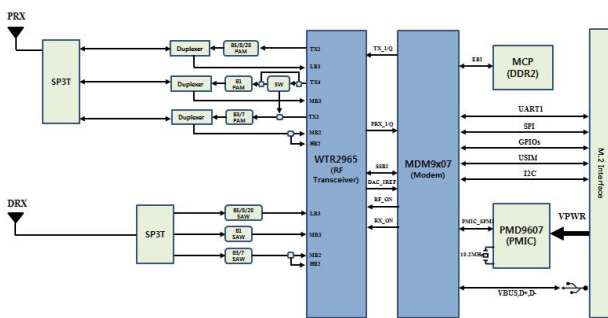 PRX
SP3T
Duplexer
B5/8/28
PAM
Duplexer
B1
PAM
SW
Duplexer
B3/7
PAM
TX2
LB3
TX4
MB3
TX3
MB2
HB2
WTR2965
(RF
Transceiver)
TX_I/Q
PRX_I/Q
SSBI
DAC_IREF
RF_ON
RX_ON
MDM9x07
(Modem)
EBI
MCP
(DDR2)
UART1
SPI
GPIOs
USIM
I2C
M.2 Interface
DRX
SP3T
B5/8/28
SAW
B1
SAW
B3/7
SAW
LB3
MB3
MB2
HB2
PMIC_SPMI
PMD9607
(PMIC)
19.2MHz
VPWR
VBUS,D+,D-